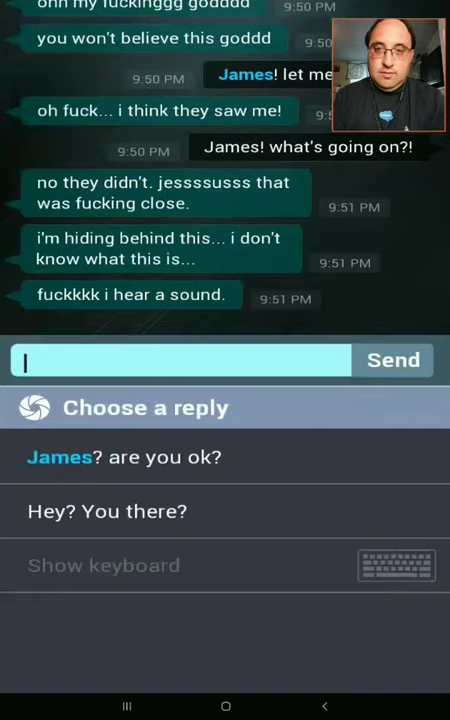 ohh my fuckinggg godddd
9:50 PM
you won't believe this goddd
9:50
9:50 PM
James! let me
oh fuck... i think they saw me!
9:5
9:50 PM
James! what's going on?!
no they didn't. jessssusss that
was fucking close.
9:51 PM
i'm hiding behind this... i don't
know what this is...
9:51 PM
fuckkkk i hear a sound.
9:51 PM
Send
Choose a reply
James? are you ok?
Hey? You there?
Show keyboard